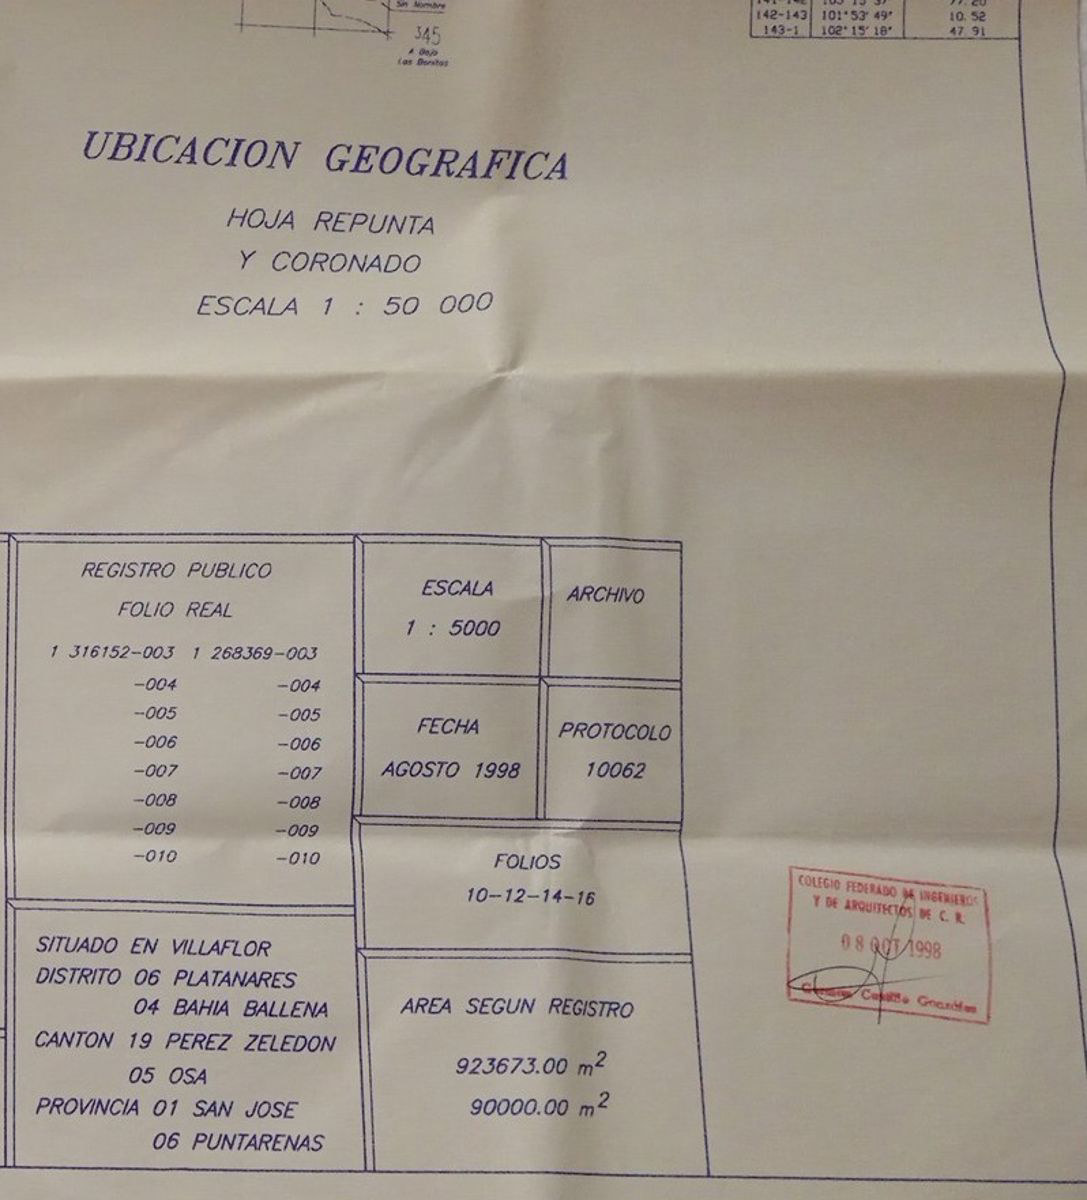 Sin Nombre
345
A Bajo
Las Bonitas
142-143 101°53'49" 10.52
143-1 102°15'18" 47.91
UBICACION GEOGRAFICA
HOJA REPUNTA
Y CORONADO
ESCALA 1 : 50 000
REGISTRO PUBLICO
FOLIO REAL
1 316152-003 1 268369-003
-004 -004
-005 -005
-006 -006
-007 -007
-008 -008
-009 -009
-010 -010
ESCALA
1 : 5000
ARCHIVO
FECHA
AGOSTO 1998
PROTOCOLO
10062
FOLIOS
10-12-14-16
SITUADO EN VILLAFLOR
DISTRITO 06 PLATANARES
04 BAHIA BALLENA
CANTON 19 PEREZ ZELEDON
05 OSA
PROVINCIA 01 SAN JOSE
06 PUNTARENAS
AREA SEGUN REGISTRO
923673.00 m2
90000.00 m2
COLEGIO FEDERADO DE INGENIEROS
Y DE ARQUITECTOS DE C. R.
08 OCT 1998